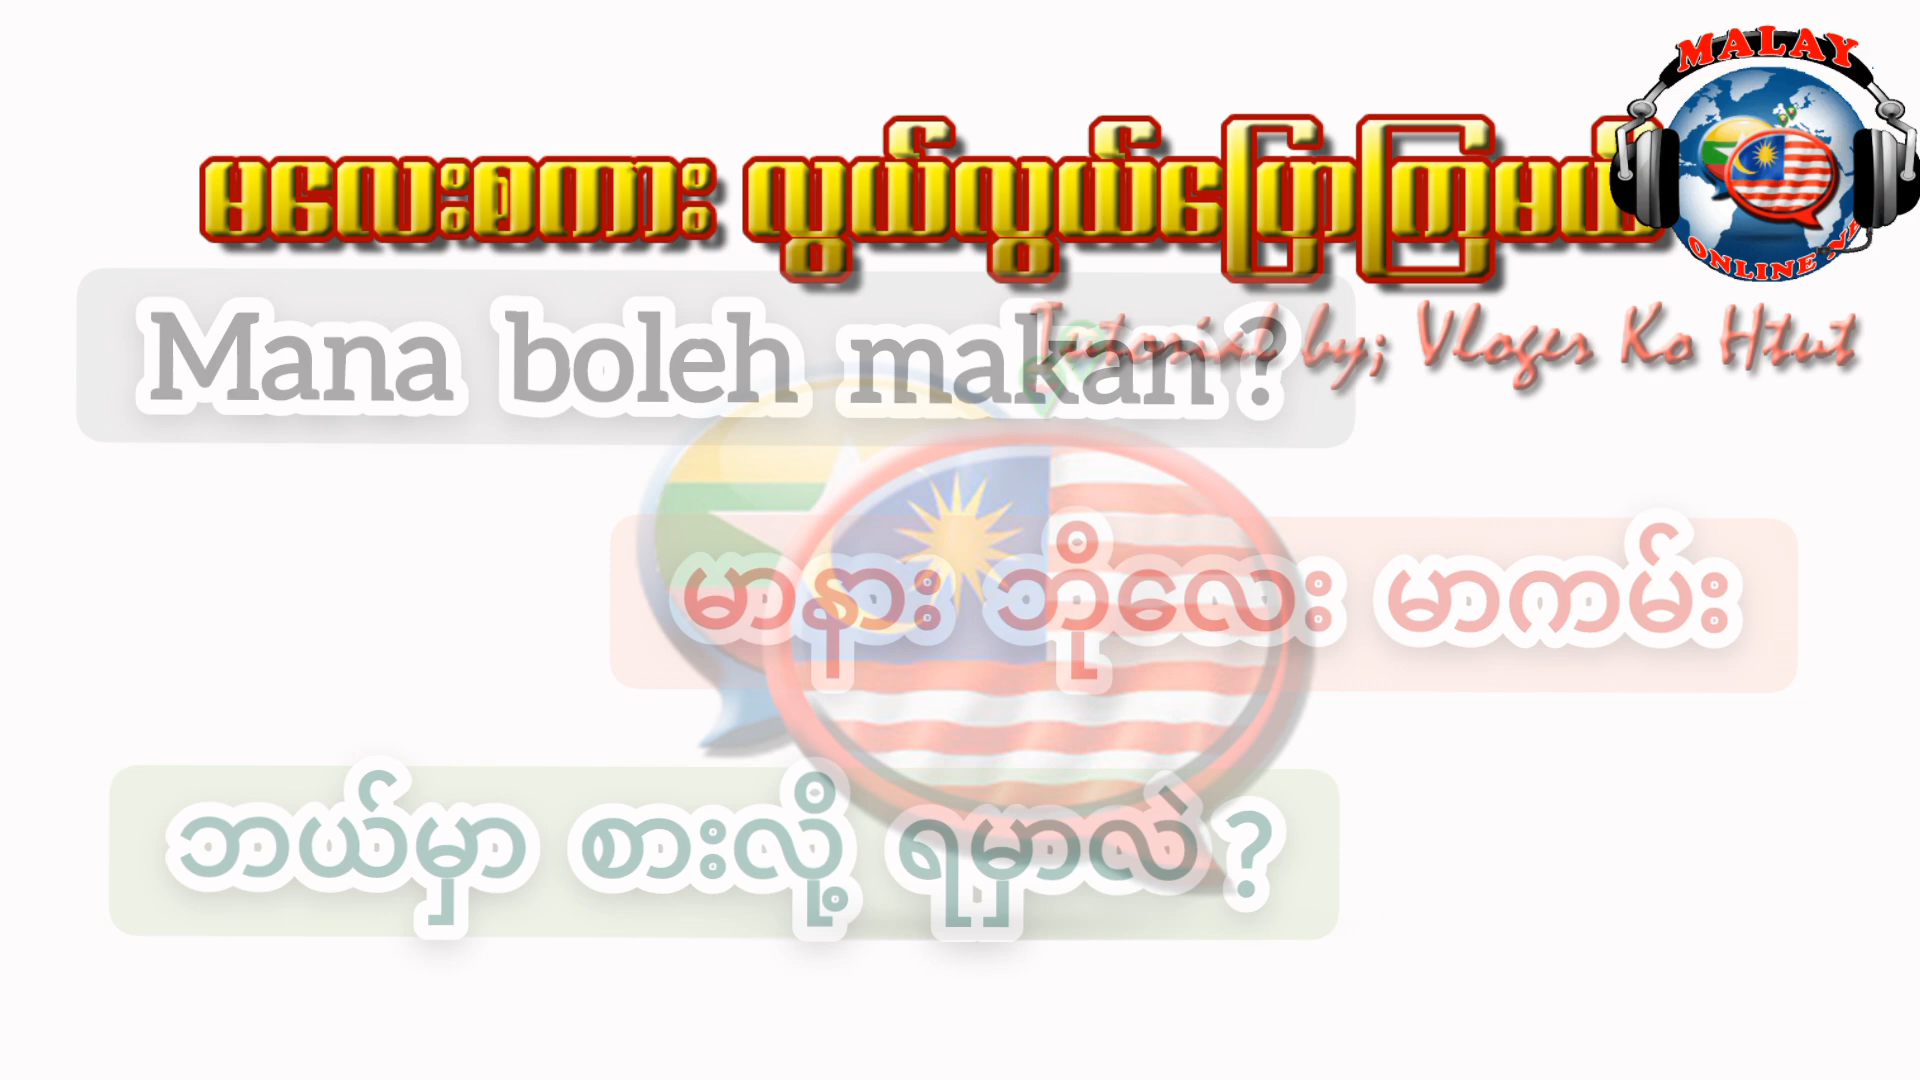 MALAY
မလေးစကား လွယ်လွယ်ပြောကြမယ်
ONLINE
Tutorial by; Vloger Ko Htut
Mana boleh makan ?
မာနား ဘိုလေး မာကမ်း
ဘယ်မှာ စားလို့ ရမှာလဲ ?